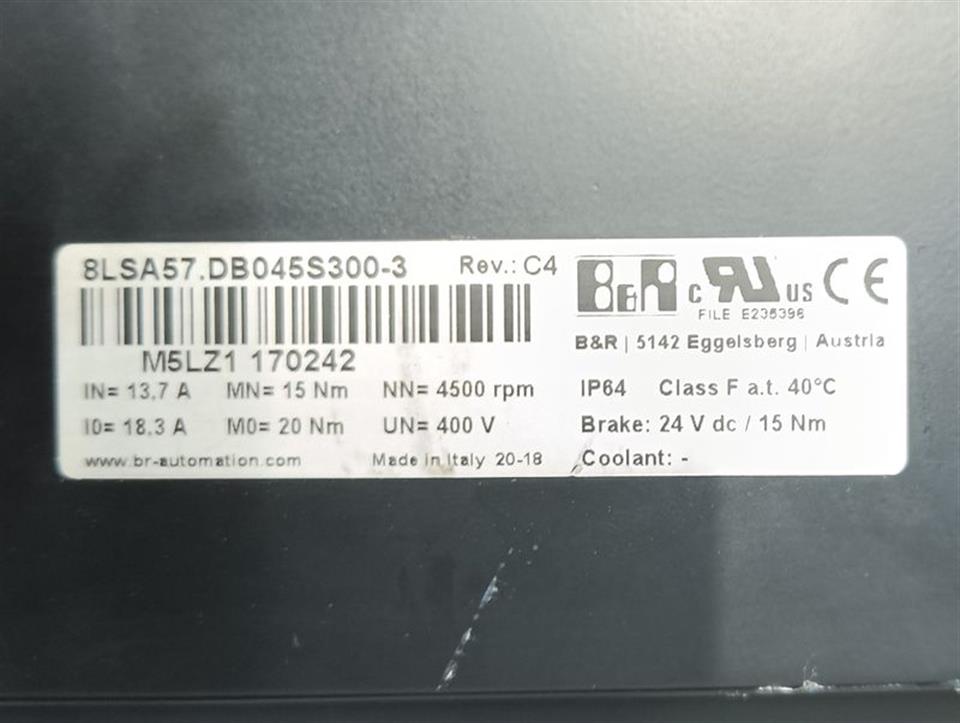 8LSA57.DB045S300-3 Rev.: C4
B&R c RU US CE
FILE E235396
B&R | 5142 Eggelsberg | Austria
M5LZ1 170242
IN= 13,7 A MN= 15 Nm NN= 4500 rpm IP64 Class F a.t. 40°C
I0= 18,3 A M0= 20 Nm UN= 400 V Brake: 24 V dc / 15 Nm
www.br-automation.com Made in Italy 20-18 Coolant: -